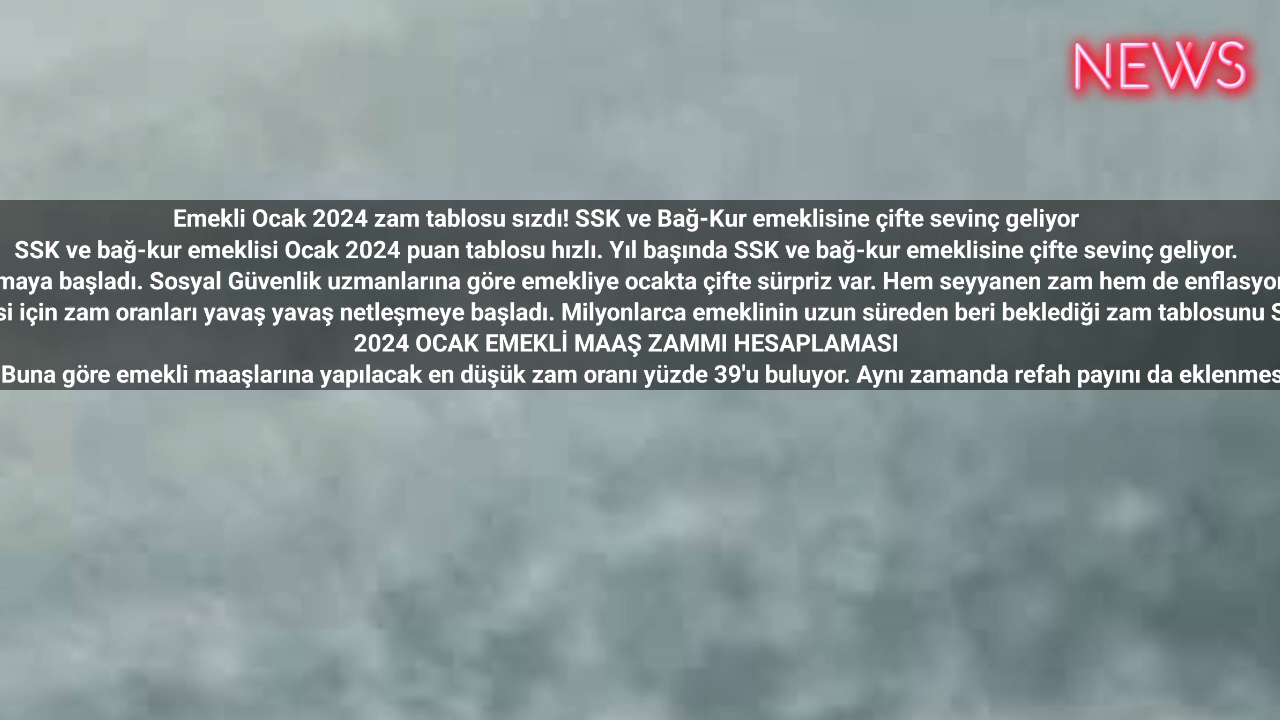 NEWS
Emekli Ocak 2024 zam tablosu sızdı! SSK ve Bağ-Kur emeklisine çifte sevinç geliyor
SSK ve bağ-kur emeklisi Ocak 2024 puan tablosu hızlı. Yıl başında SSK ve bağ-kur emeklisine çifte sevinç geliyor.
maya başladı. Sosyal Güvenlik uzmanlarına göre emekliye ocakta çifte sürpriz var. Hem seyyanen zam hem de enflasyon
si için zam oranları yavaş yavaş netleşmeye başladı. Milyonlarca emeklinin uzun süreden beri beklediği zam tablosunu S
2024 OCAK EMEKLİ MAAŞ ZAMMI HESAPLAMASI
Buna göre emekli maaşlarına yapılacak en düşük zam oranı yüzde 39'u buluyor. Aynı zamanda refah payını da eklenmes